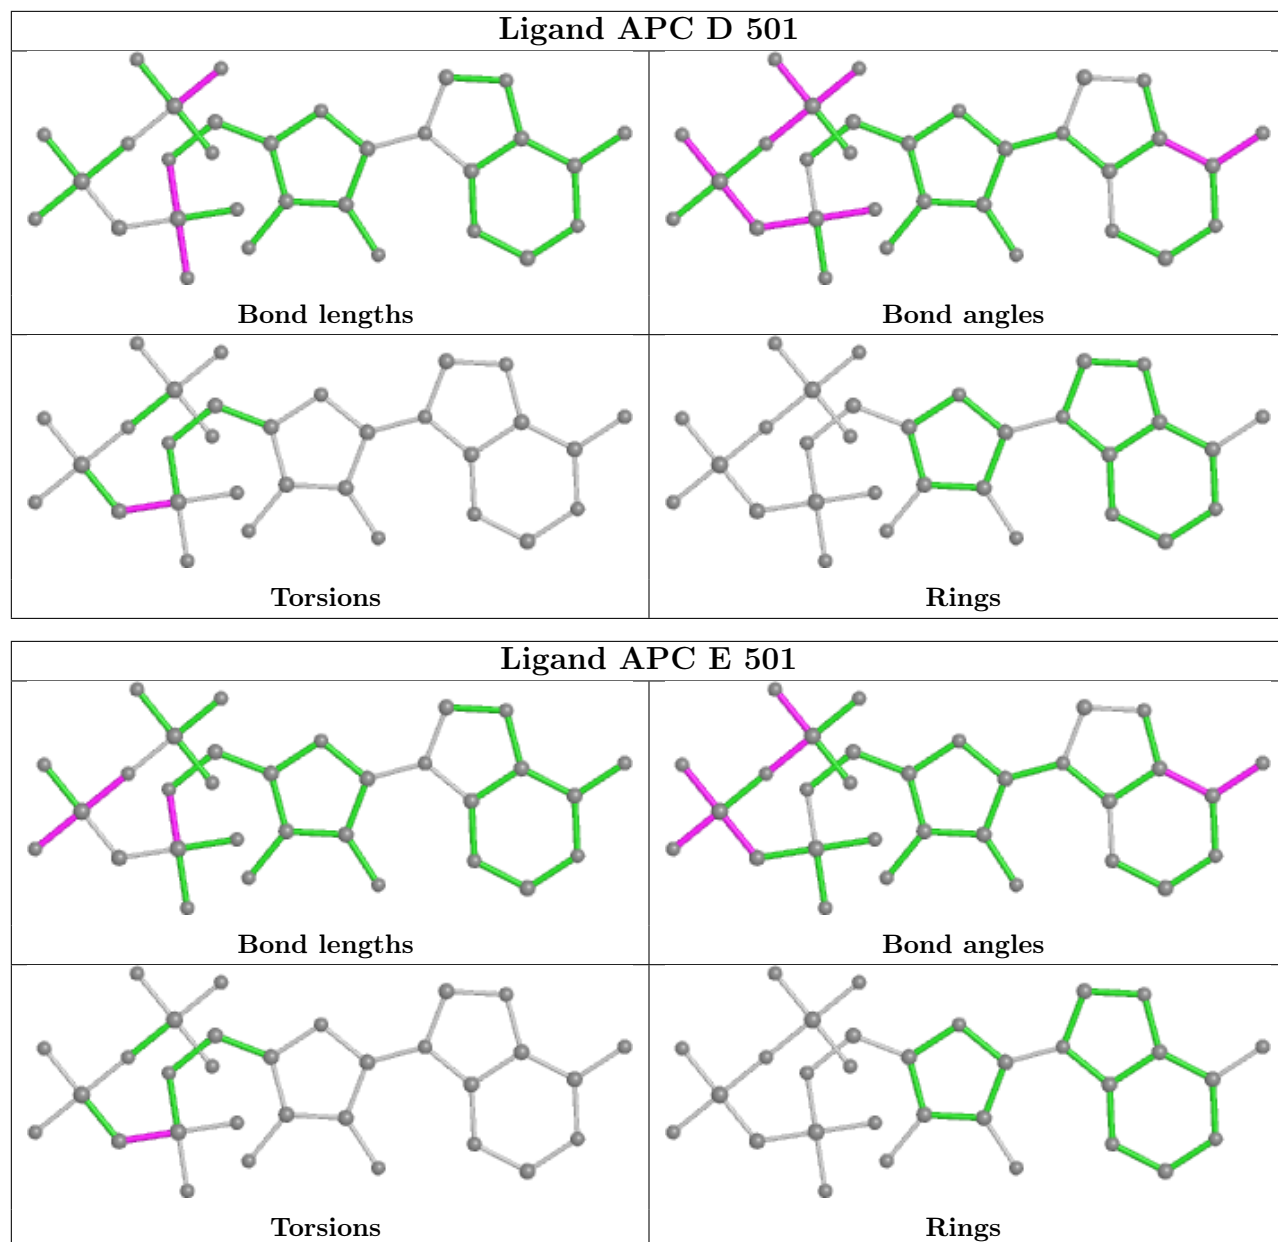 Ligand APC D 501
Bond lengths
Bond angles
Torsions
Rings
Ligand APC E 501
Bond lengths
Bond angles
Torsions
Rings